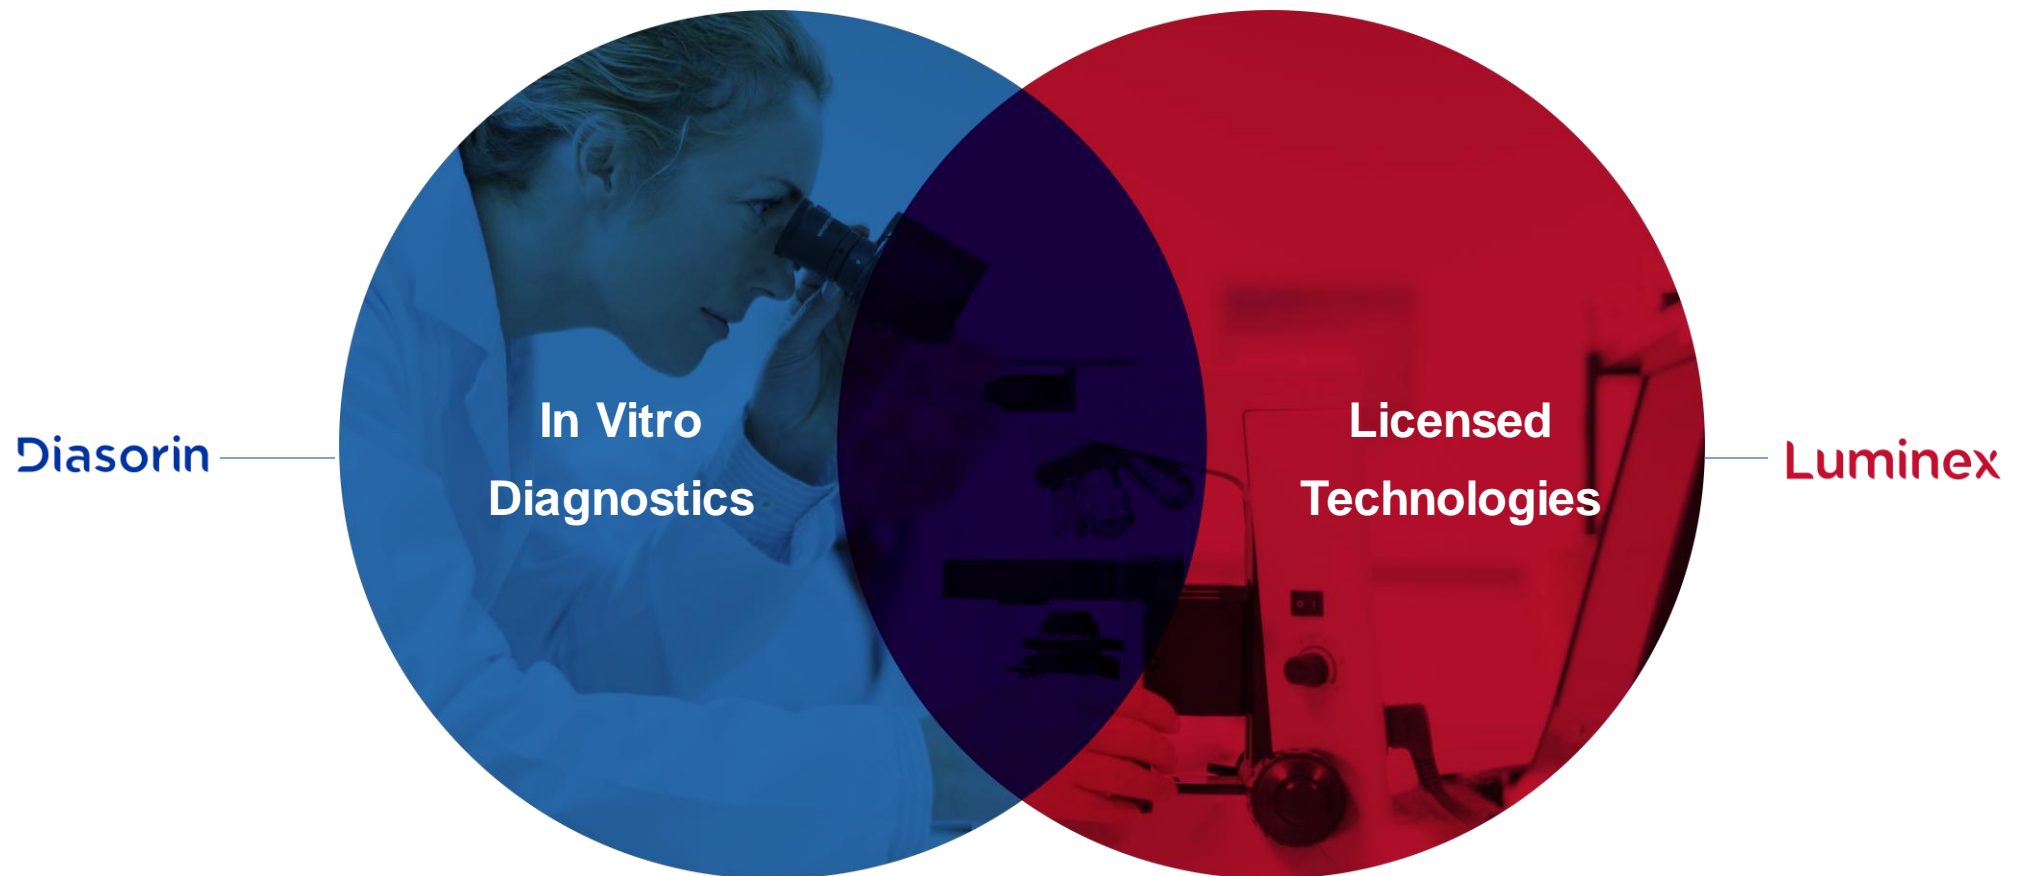 In Vitro
Diagnostics
Licensed
Technologies
Diasorin
Luminex